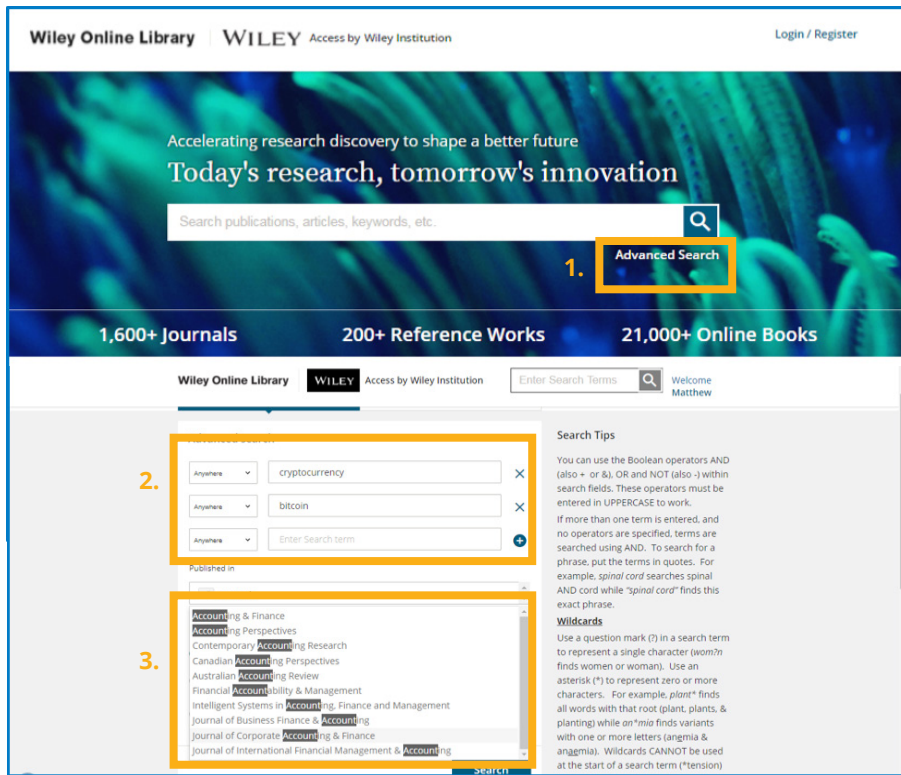 Wiley Online Library WILEY Access by Wiley Institution
Login / Register
Accelerating research discovery to shape a better future
Today's research, tomorrow's innovation
Search publications, articles, keywords, etc.
1.
Advanced Search
1,600+ Journals
200+ Reference Works
21,000+ Online Books
Wiley Online Library WILEY Access by Wiley Institution
Enter Search Terms
Welcome
Matthew
Advanced Search
2.
Anywhere cryptocurrency
Anywhere bitcoin
Anywhere Enter Search term
Published in
3.
Accounting & Finance
Accounting Perspectives
Contemporary Accounting Research
Canadian Accounting Perspectives
Australian Accounting Review
Financial Accountability & Management
Intelligent Systems in Accounting, Finance and Management
Journal of Business Finance & Accounting
Journal of Corporate Accounting & Finance
Journal of International Financial Management & Accounting
Search
Search Tips
You can use the Boolean operators AND
(also + or &), OR and NOT (also -) within
search fields. These operators must be
entered in UPPERCASE to work.
If more than one term is entered, and
no operators are specified, terms are
searched using AND. To search for a
phrase, put the terms in quotes. For
example, spinal cord searches spinal
AND cord while "spinal cord" finds this
exact phrase.
Wildcards
Use a question mark (?) in a search term
to represent a single character (wom?n
finds women or woman). Use an
asterisk (*) to represent zero or more
characters. For example, plant* finds
all words with that root (plant, plants, &
planting) while an*mia finds variants
with one or more letters (anemia &
anaemia). Wildcards CANNOT be used
at the start of a search term (*tension)